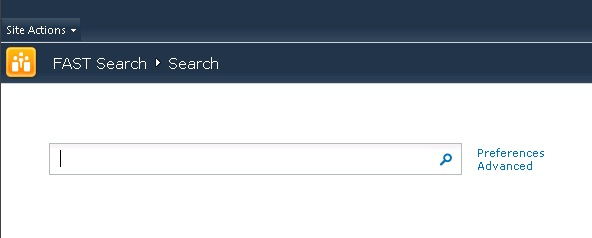 Site Actions
FAST Search Search
Preferences
Advanced